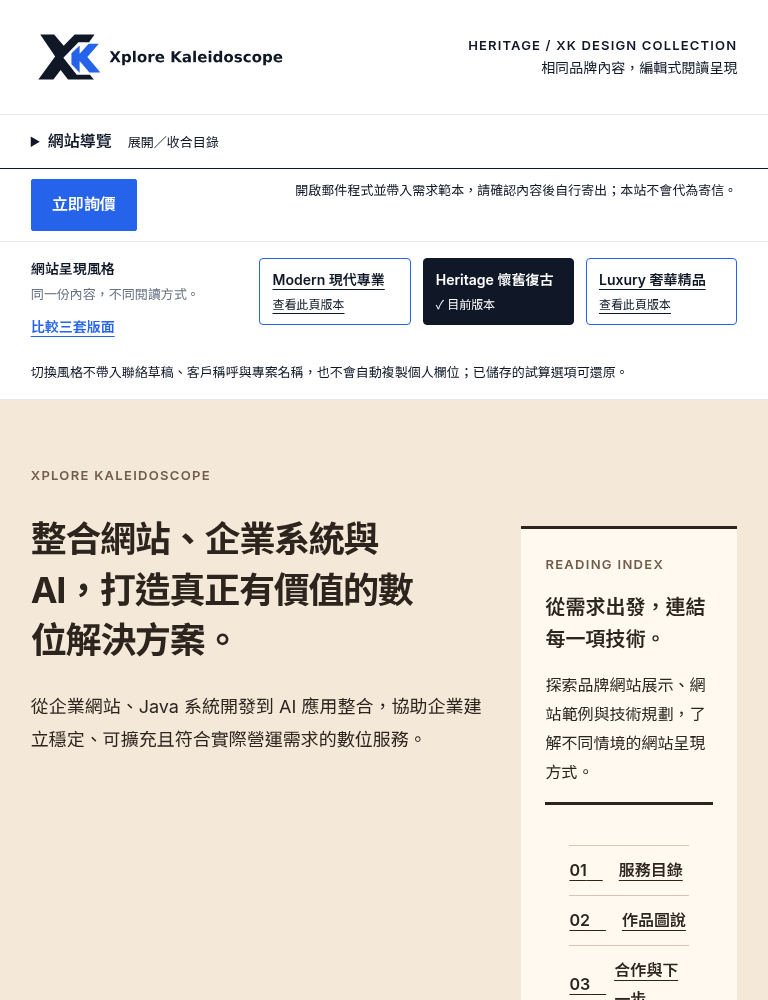 Xplore Kaleidoscope
HERITAGE / XK DESIGN COLLECTION
相同品牌內容，編輯式閱讀呈現
▶ 網站導覽 展開／收合目錄
立即詢價
開啟郵件程式並帶入需求範本，請確認內容後自行寄出；本站不會代為寄信。
網站呈現風格
同一份內容，不同閱讀方式。
比較三套版面
Modern 現代專業
查看此頁版本
Heritage 懷舊復古
✓ 目前版本
Luxury 奢華精品
查看此頁版本
切換風格不帶入聯絡草稿、客戶稱呼與專案名稱，也不會自動複製個人欄位；已儲存的試算選項可還原。
XPLORE KALEIDOSCOPE
整合網站、企業系統與
AI，打造真正有價值的數
位解決方案。
從企業網站、Java 系統開發到 AI 應用整合，協助企業建
立穩定、可擴充且符合實際營運需求的數位服務。
READING INDEX
從需求出發，連結
每一項技術。
探索品牌網站展示、網
站範例與技術規劃，了
解不同情境的網站呈現
方式。
01 服務目錄
02 作品圖說
03 合作與下
一步